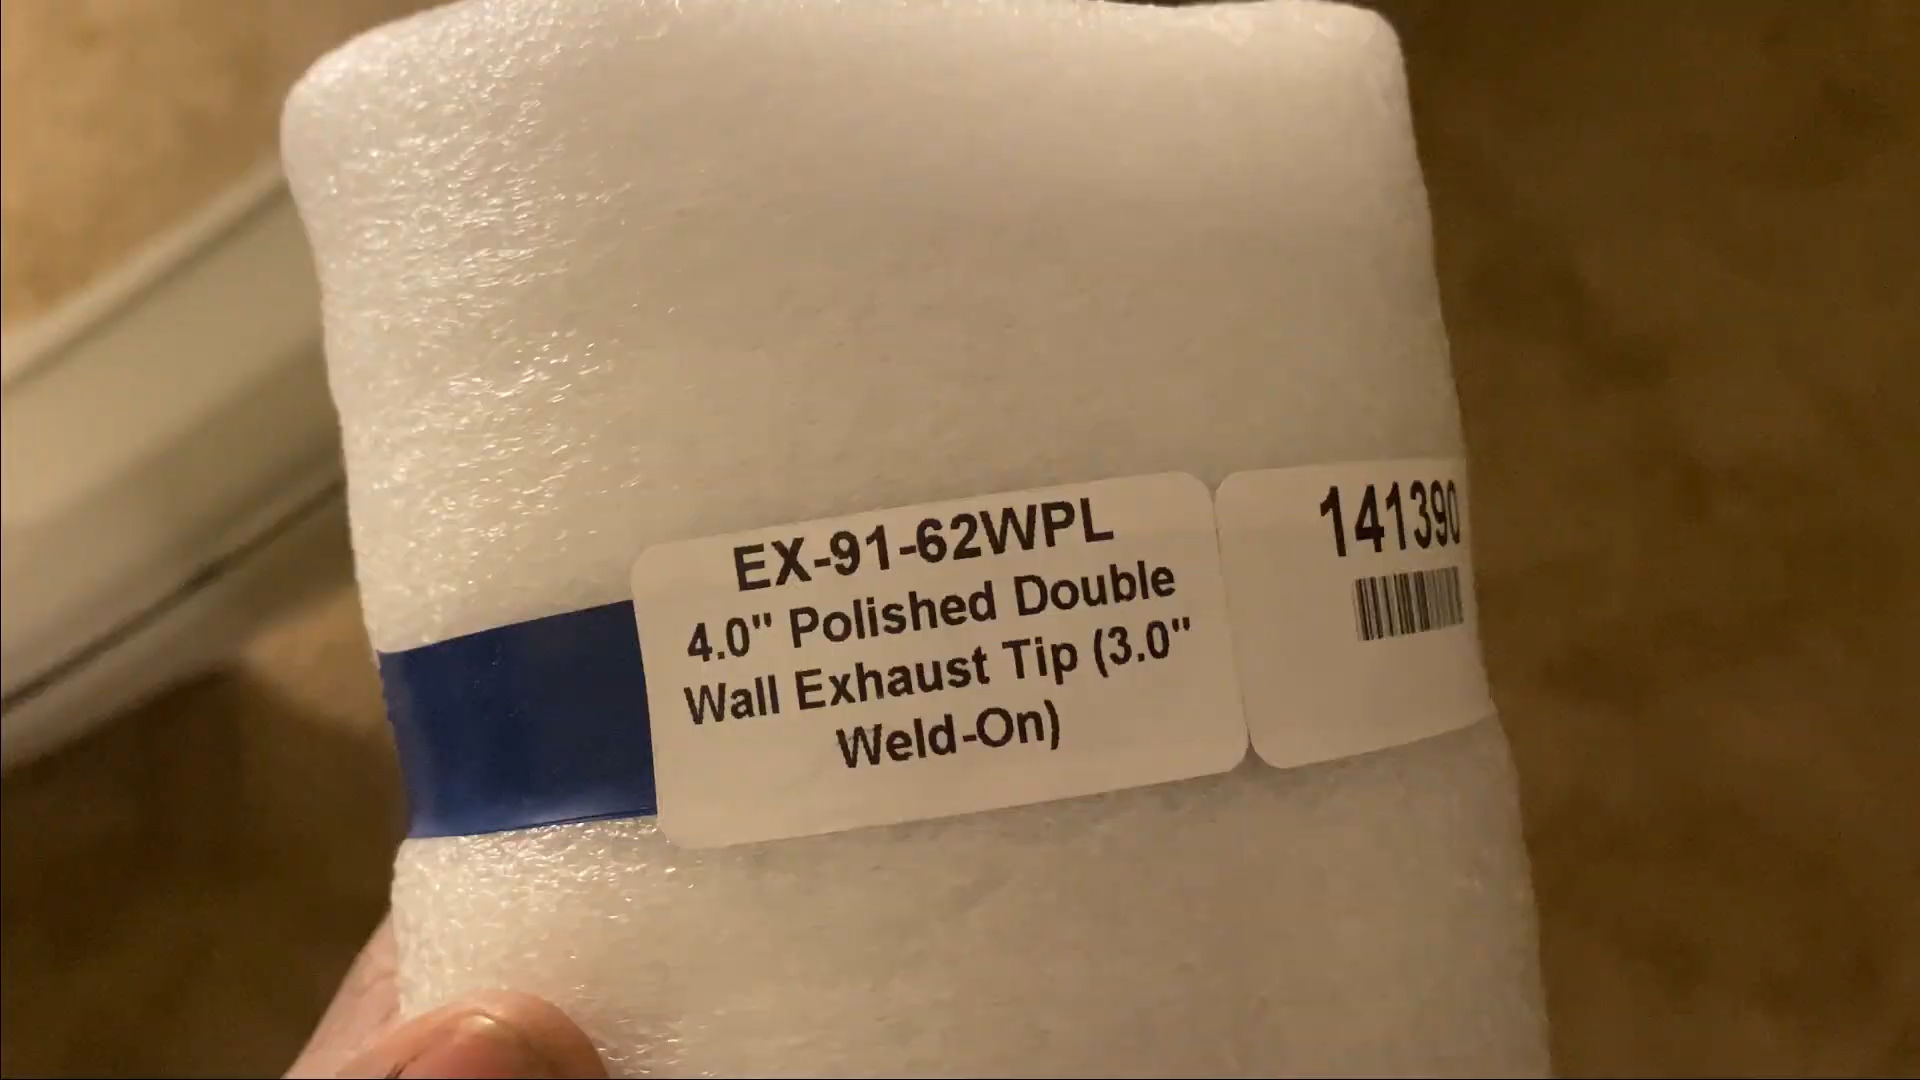 EX-91-62WPL
4.0" Polished Double
Wall Exhaust Tip (3.0"
Weld-On)
141390